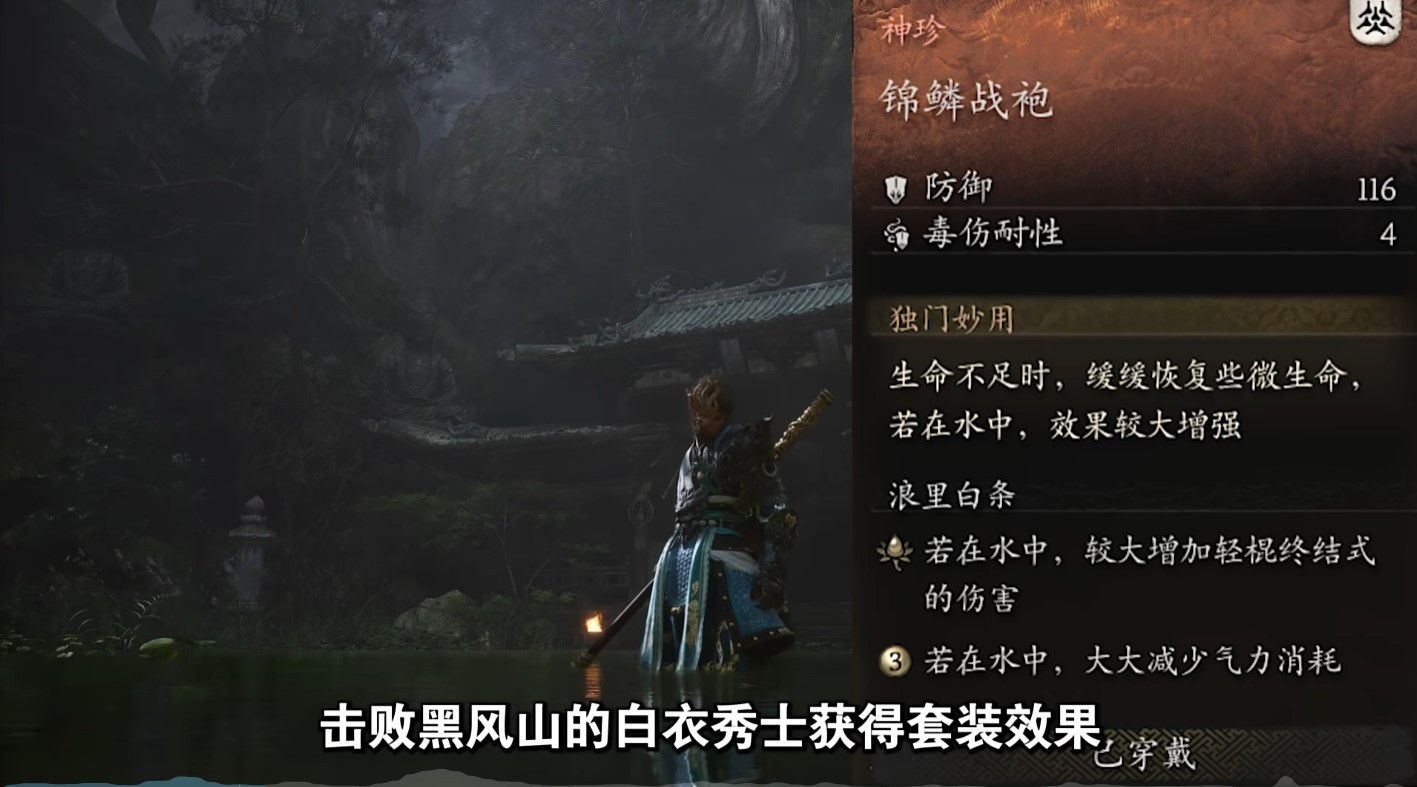 神珍
锦鳞战袍
防御 116
毒伤耐性 4
独门妙用
生命不足时，缓缓恢复些微生命，
若在水中，效果较大增强
浪里白条
若在水中，较大增加轻棍终结式
的伤害
3 若在水中，大大减少气力消耗
击败黑风山的白衣秀士获得套装效果
已穿戴